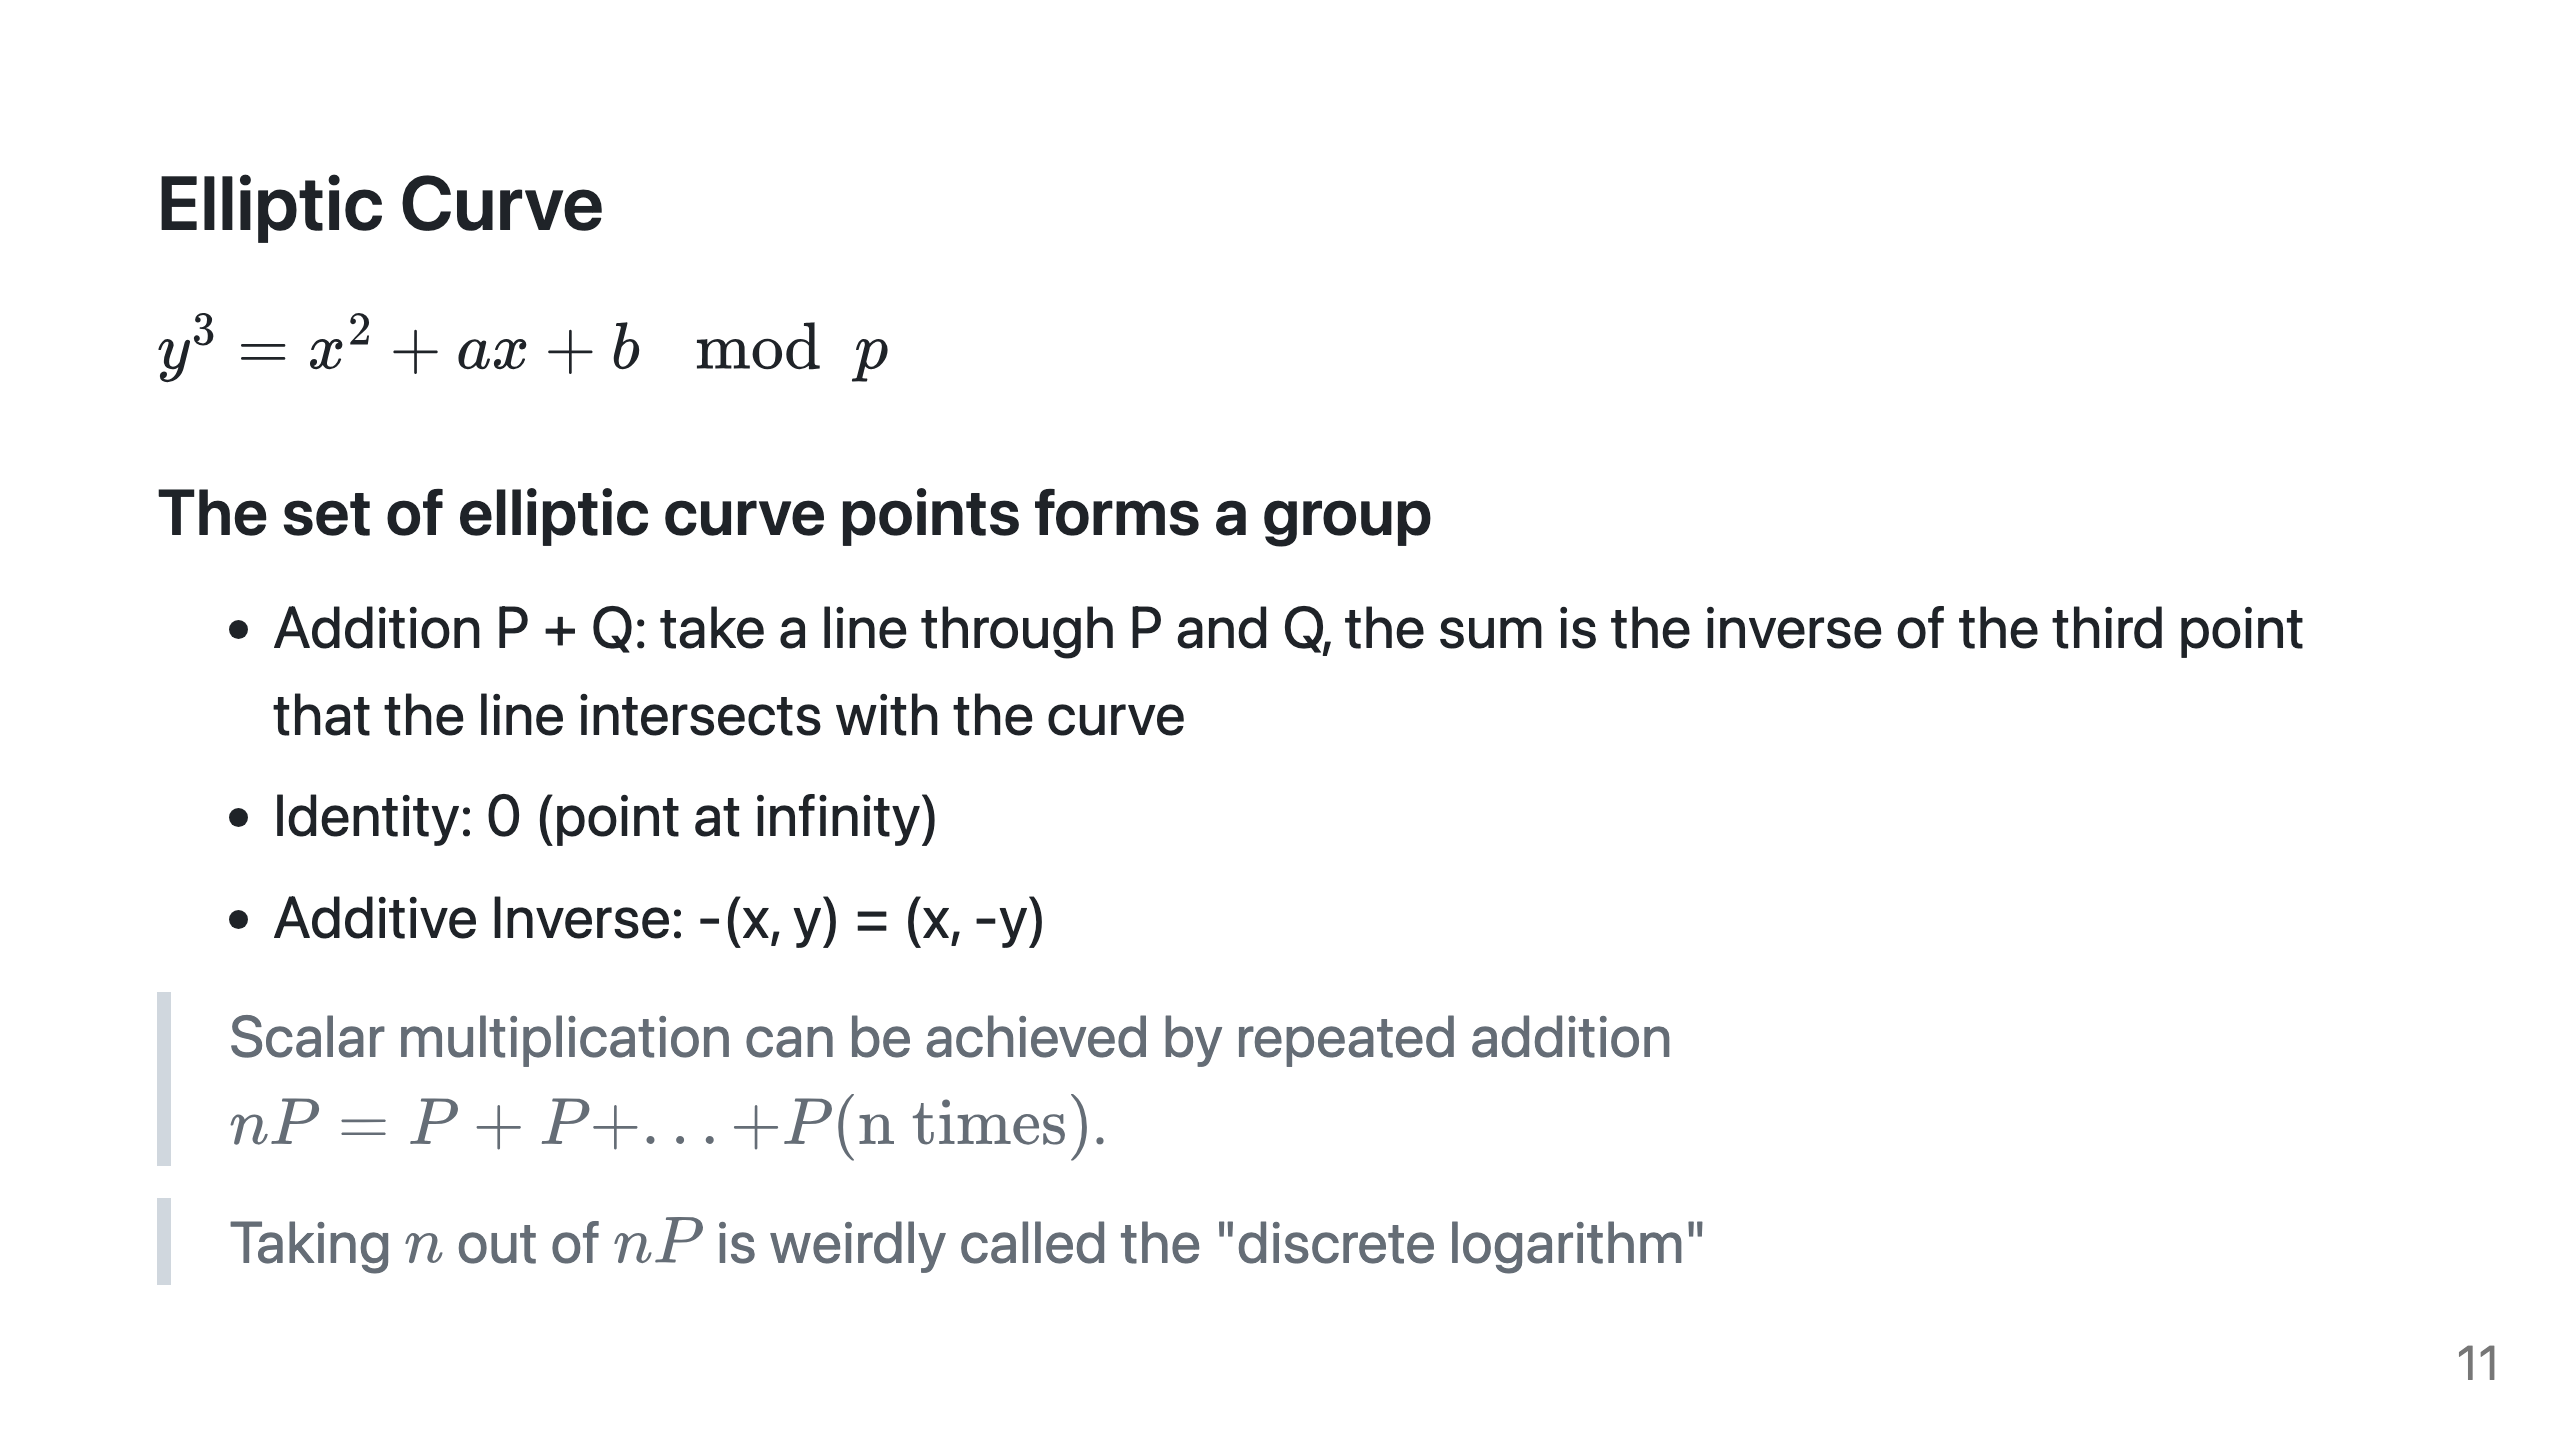 Elliptic Curve
y³ = x² + ax + b mod p
The set of elliptic curve points forms a group
• Addition P + Q: take a line through P and Q, the sum is the inverse of the third point
that the line intersects with the curve
• Identity: 0 (point at infinity)
• Additive Inverse: -(x, y) = (x, -y)
Scalar multiplication can be achieved by repeated addition
nP = P + P+...+P(n times).
Taking n out of nP is weirdly called the "discrete logarithm"
11